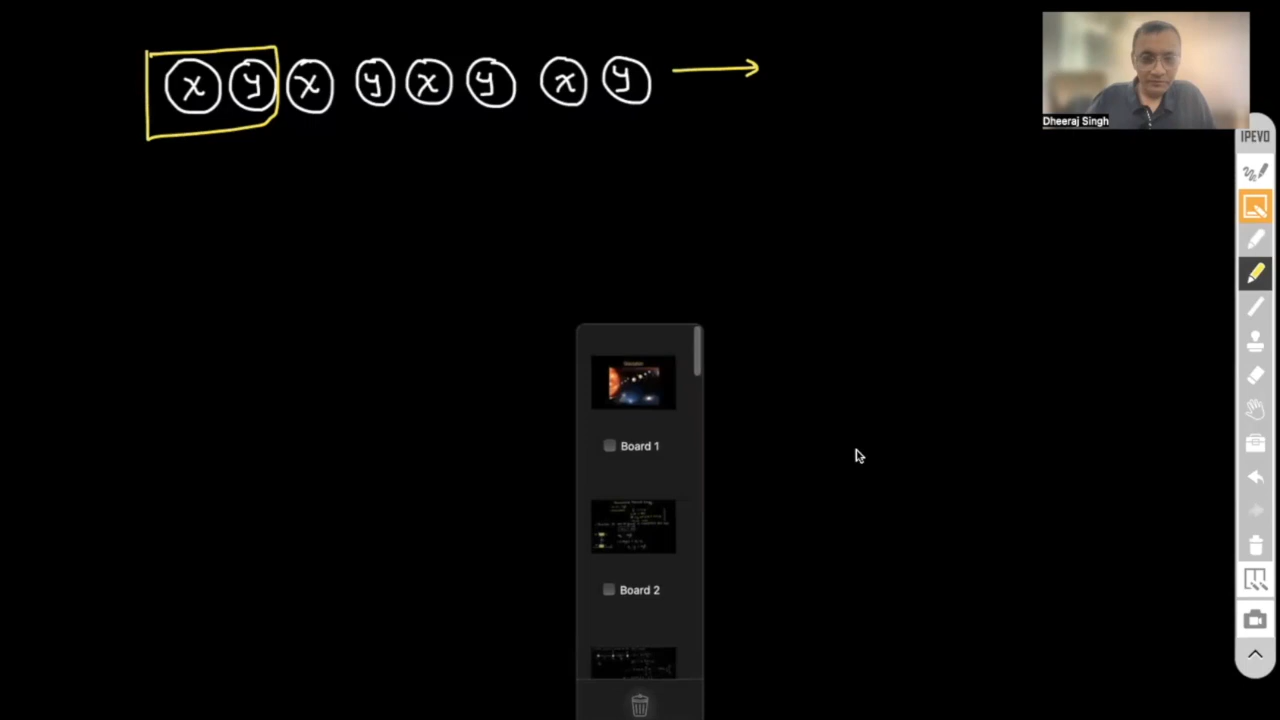 x y x y x y x y
Dheeraj Singh
IPEVO
Board 1
Board 2